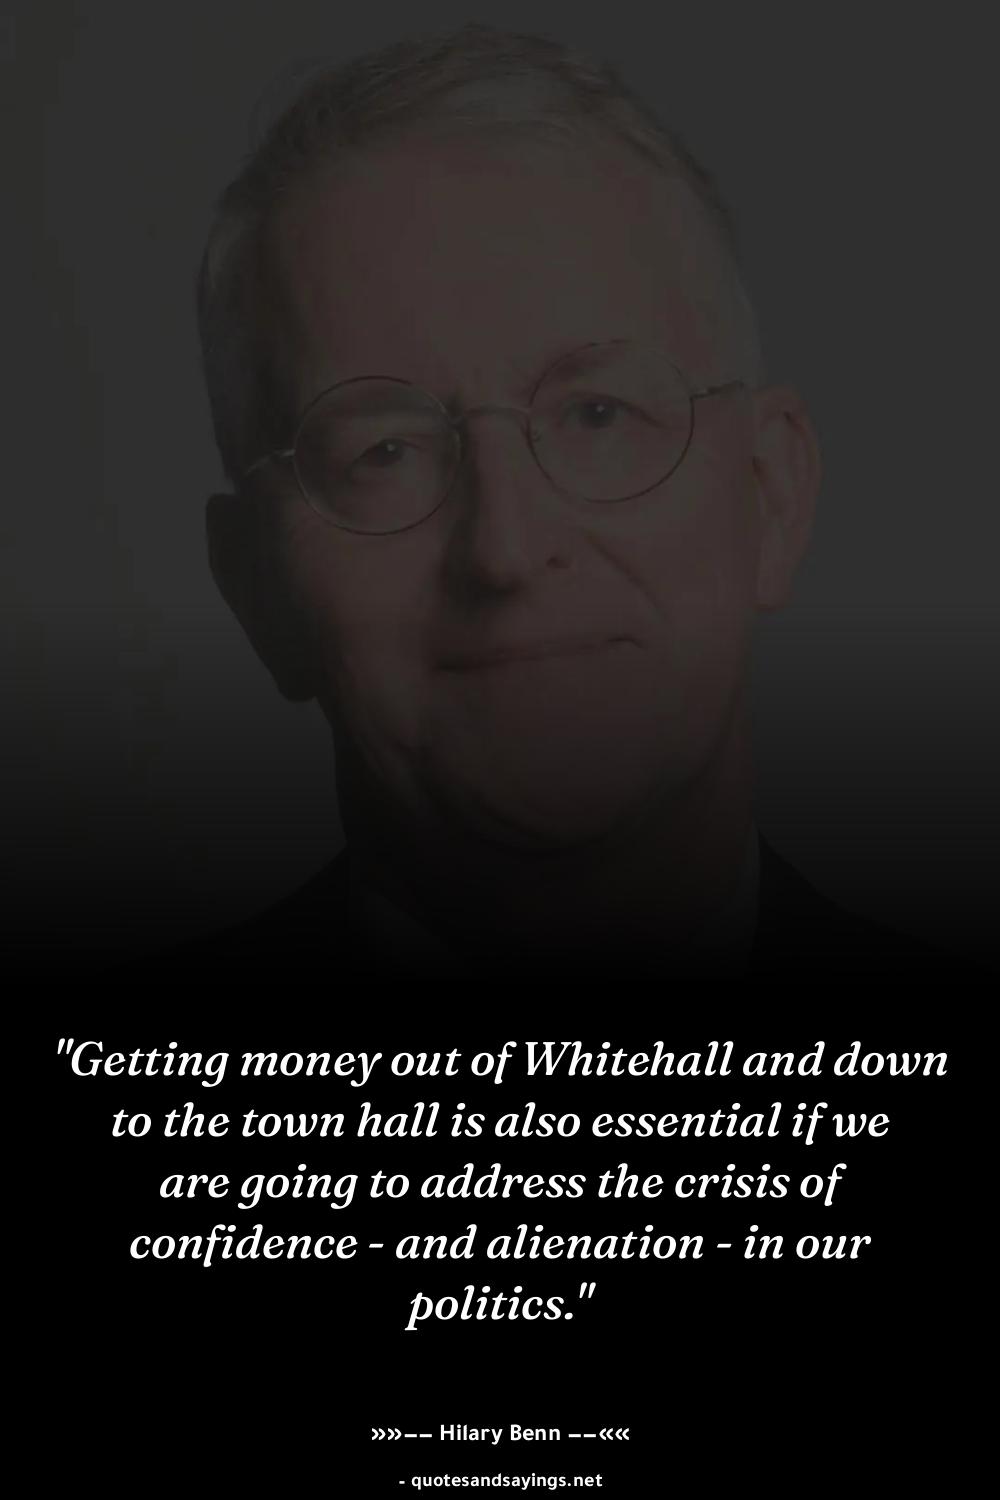 "Getting money out of Whitehall and down
to the town hall is also essential if we
are going to address the crisis of
confidence - and alienation - in our
politics."
»»–– Hilary Benn ––««
- quotesandsayings.net